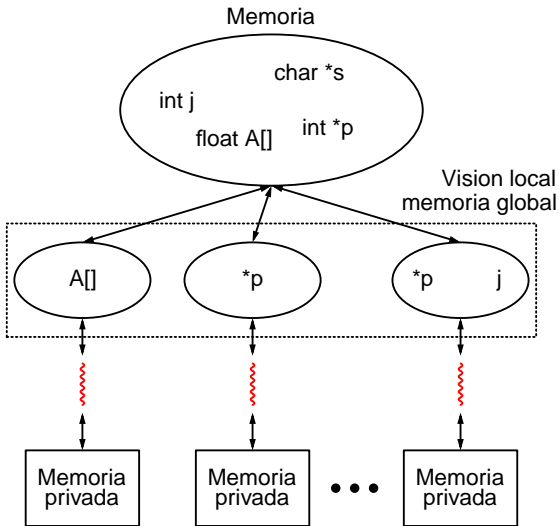 Memoria
char *s
int j
float A[]
int *p
Vision local
memoria global
A[]
*p
*p j
Memoria
privada
Memoria
privada
Memoria
privada